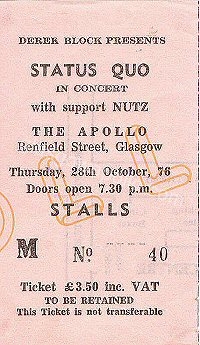 DEREK BLOCK PRESENTS
STATUS QUO
IN CONCERT
with support NUTZ
THE APOLLO
Renfield Street, Glasgow
Thursday, 28th October, 76
Doors open 7.30 p.m.
STALLS
M № 40
Ticket £3.50 inc. VAT
TO BE RETAINED
This Ticket is not transferable